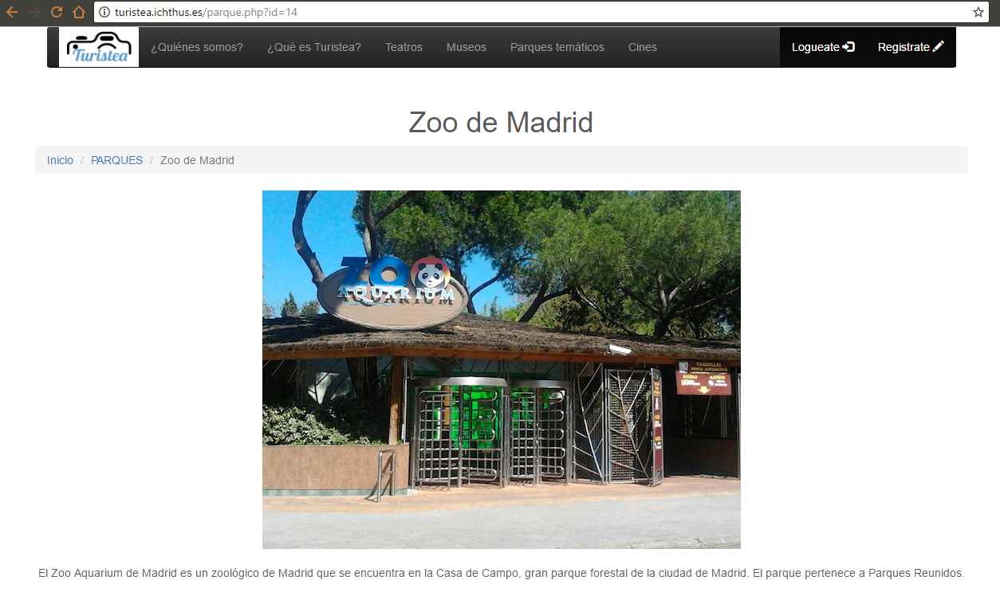 turistea.ichthus.es/parque.php?id=14
Turistea ¿Quiénes somos? ¿Qué es Turistea? Teatros Museos Parques temáticos Cines Logueate Registrate
Zoo de Madrid
Inicio / PARQUES / Zoo de Madrid
ZOO
AQUARIUM
TAQUILLAS
VENTA AUTOMÁTICA
ACCESO ACCESO
El Zoo Aquarium de Madrid es un zoológico de Madrid que se encuentra en la Casa de Campo, gran parque forestal de la ciudad de Madrid. El parque pertenece a Parques Reunidos.